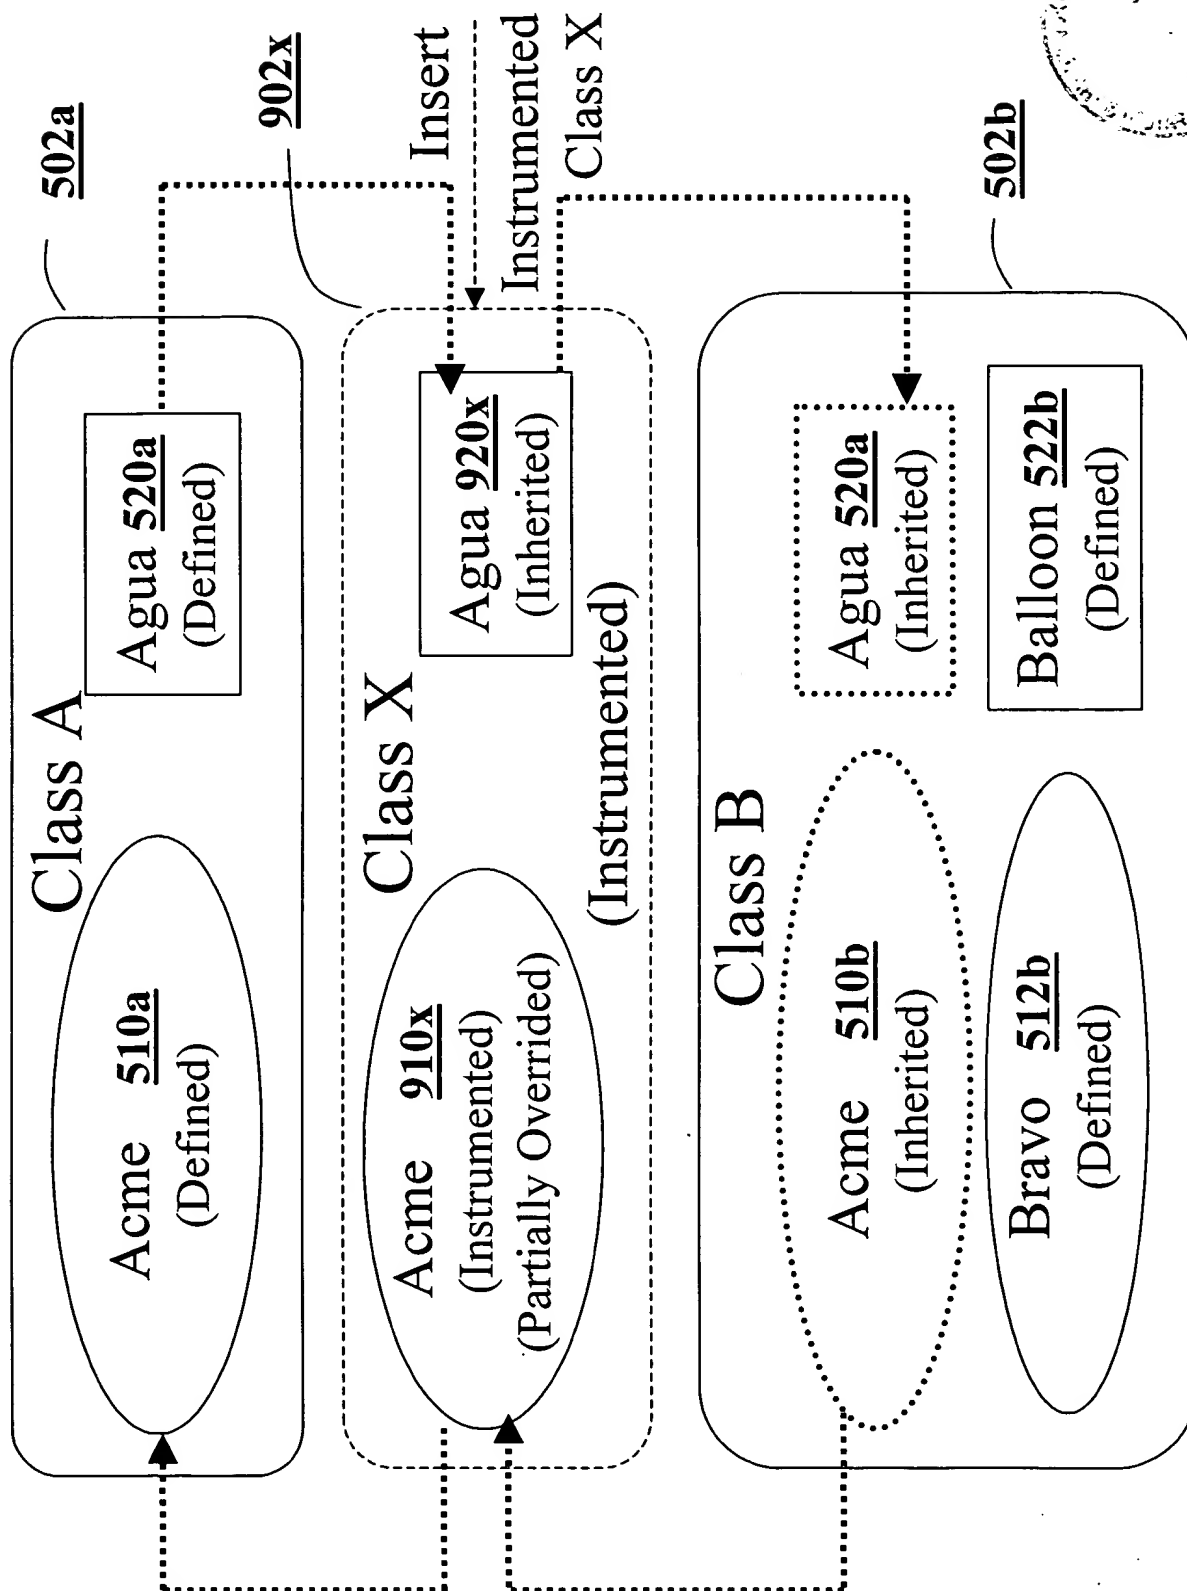 502a
Class A
Acme 510a
(Defined)
Agua 520a
(Defined)
902x
Class X
Acme 910x
(Instrumented)
(Partially Overrided)
Agua 920x
(Inherited)
(Instrumented)
Insert
Instrumented
Class X
Class B
Acme 510b
(Inherited)
Agua 520a
(Inherited)
502b
Bravo 512b
(Defined)
Balloon 522b
(Defined)